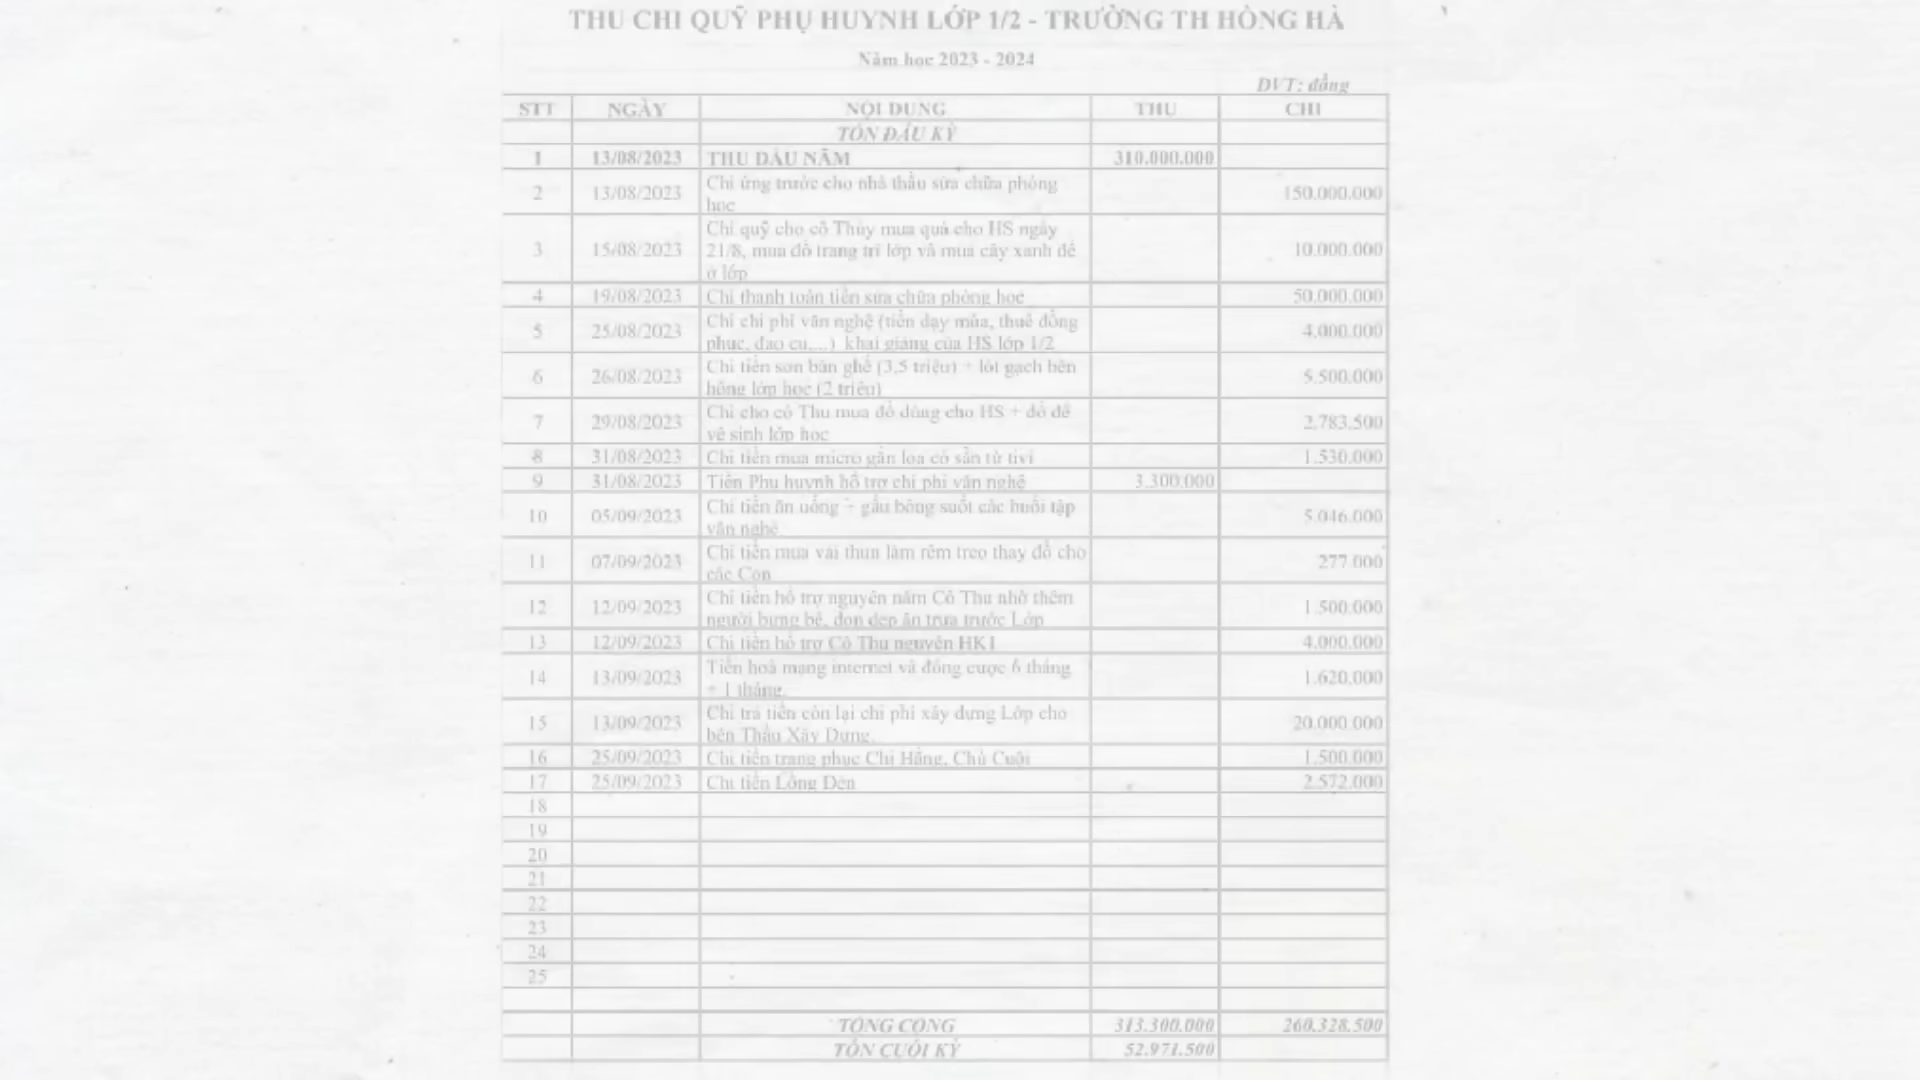 THU CHI QUỸ PHỤ HUYNH LỚP 1/2 - TRƯỜNG TH HỒNG HÀ
Năm học 2023 - 2024
ĐVT: đồng
STT NGÀY NỘI DUNG THU CHI
TỒN ĐẦU KỲ
1 13/08/2023 THU ĐẦU NĂM 310.000.000
2 13/08/2023 Chi ứng trước cho nhà thầu sửa chữa phòng
học 150.000.000
3 15/08/2023 Chi quỹ cho cô Thủy mua quà cho HS ngày
21/8, mua đồ trang trí lớp và mua cây xanh để
ở lớp 10.000.000
4 19/08/2023 Chi thanh toán tiền sửa chữa phòng học 50.000.000
5 25/08/2023 Chi chi phí văn nghệ (tiền dạy múa, thuê đồng
phục, đạo cụ,...) khai giảng của HS lớp 1/2 4.000.000
6 26/08/2023 Chi tiền sơn bàn ghế (3,5 triệu) + lót gạch bên
hông lớp học (2 triệu) 5.500.000
7 29/08/2023 Chi cho cô Thu mua đồ dùng cho HS + đồ để
vệ sinh lớp học 2.783.500
8 31/08/2023 Chi tiền mua micro gắn loa có sẵn từ tivi 1.530.000
9 31/08/2023 Tiền Phụ huynh hỗ trợ chi phí văn nghệ 3.300.000
10 05/09/2023 Chi tiền ăn uống + gấu bông suốt các buổi tập
văn nghệ 5.046.000
11 07/09/2023 Chi tiền mua vải thun làm rèm treo thay đồ cho
các Con 277.000
12 12/09/2023 Chi tiền hỗ trợ nguyên năm Cô Thu nhờ thêm
người bưng bê, dọn dẹp ăn trưa trước Lớp 1.500.000
13 12/09/2023 Chi tiền hỗ trợ Cô Thu nguyên HK1 4.000.000
14 13/09/2023 Tiền hoà mạng internet và đóng cược 6 tháng
+ 1 tháng. 1.620.000
15 13/09/2023 Chi trả tiền còn lại chi phí xây dựng Lớp cho
bên Thầu Xây Dựng. 20.000.000
16 25/09/2023 Chi tiền trang phục Chị Hằng, Chú Cuội 1.500.000
17 25/09/2023 Chi tiền Lồng Đèn 2.572.000
18
19
20
21
22
23
24
25
TỔNG CỘNG 313.300.000 260.328.500
TỒN CUỐI KỲ 52.971.500